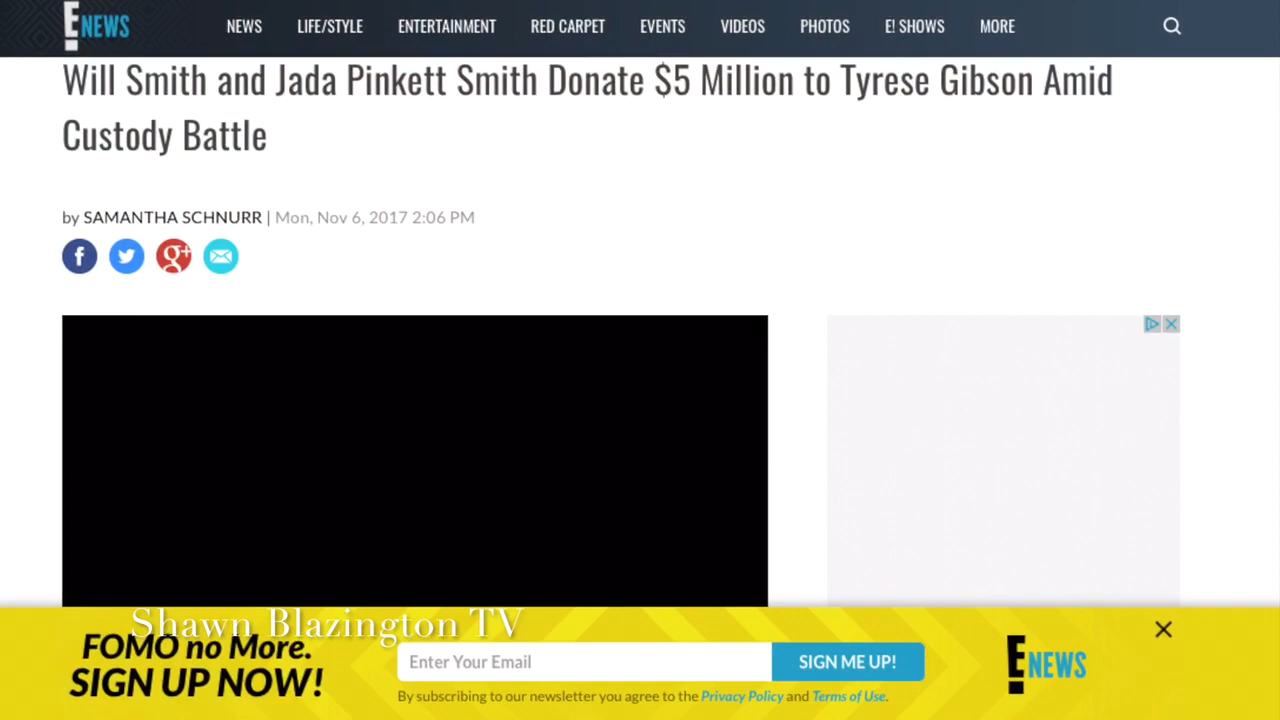 E! NEWS
NEWS LIFE/STYLE ENTERTAINMENT RED CARPET EVENTS VIDEOS PHOTOS E! SHOWS MORE
Will Smith and Jada Pinkett Smith Donate $5 Million to Tyrese Gibson Amid
Custody Battle
by SAMANTHA SCHNURR | Mon, Nov 6, 2017 2:06 PM
f g+
Shawn Blazington TV
FOMO no More.
SIGN UP NOW!
Enter Your Email SIGN ME UP!
By subscribing to our newsletter you agree to the Privacy Policy and Terms of Use.
E! NEWS